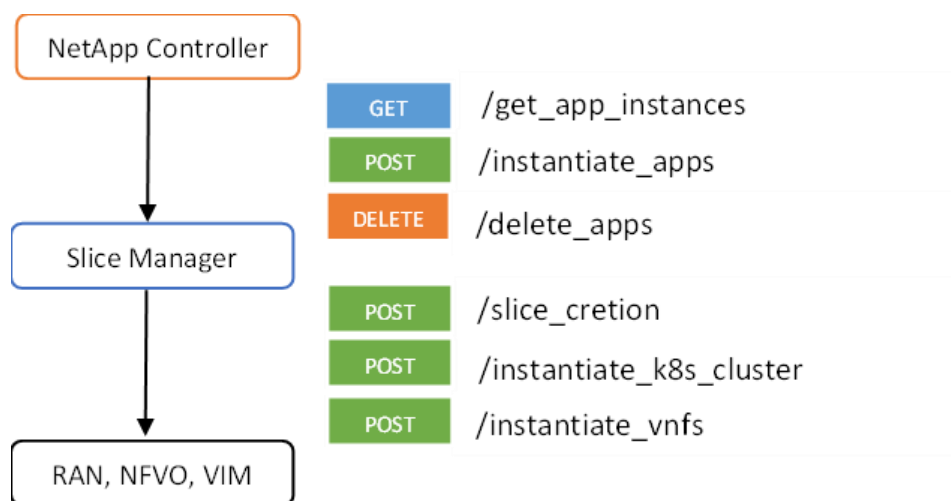 NetApp Controller
GET /get_app_instances
POST /instantiate_apps
DELETE /delete_apps
Slice Manager
POST /slice_cretion
POST /instantiate_k8s_cluster
POST /instantiate_vnfs
RAN, NFVO, VIM